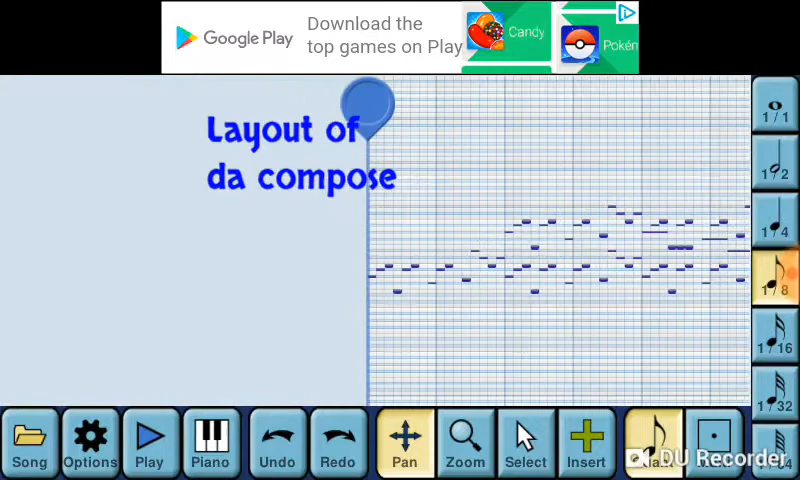 Google Play
Download the
top games on Play
Candy
Pokén
Layout of
da compose
1 / 1
1 / 2
1 / 4
1 / 8
1 / 16
1 / 32
Song
Options
Play
Piano
Undo
Redo
Pan
Zoom
Select
Insert
DU Recorder